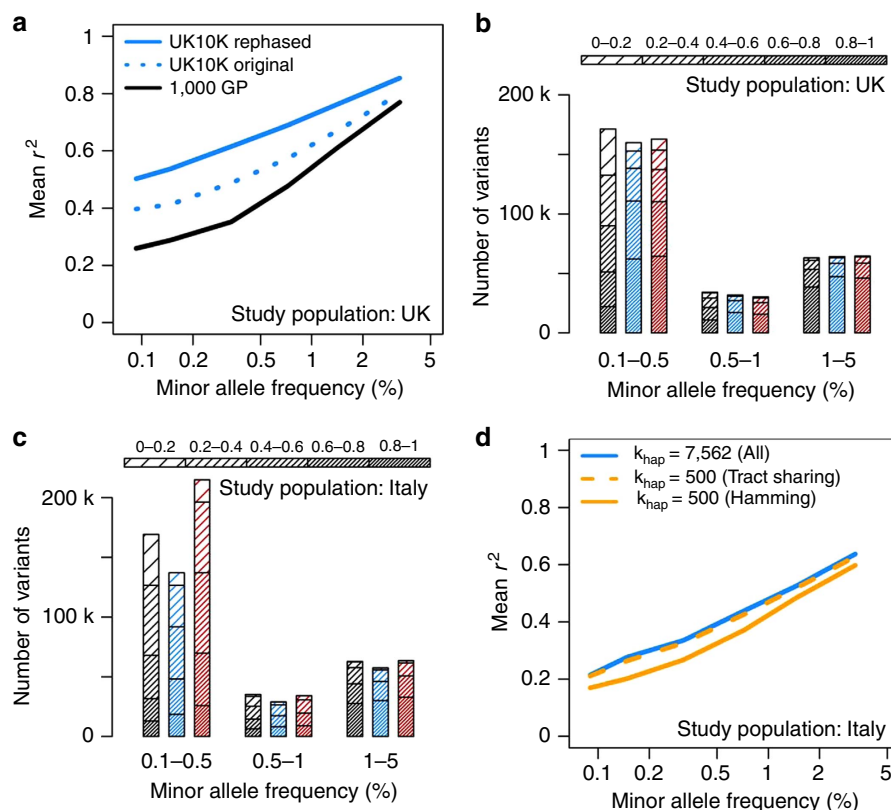 a
1
0.8
0.6
0.4
0.2
0
Mean r²
UK10K rephased
UK10K original
1,000 GP
Study population: UK
0.1 0.2 0.5 1 2 5
Minor allele frequency (%)
b
0–0.2 0.2–0.4 0.4–0.6 0.6–0.8 0.8–1
Study population: UK
200 k
100 k
0
Number of variants
0.1–0.5 0.5–1 1–5
Minor allele frequency (%)
c
0–0.2 0.2–0.4 0.4–0.6 0.6–0.8 0.8–1
Study population: Italy
200 k
100 k
0
Number of variants
0.1–0.5 0.5–1 1–5
Minor allele frequency (%)
d
1
0.8
0.6
0.4
0.2
0
Mean r²
k_hap = 7,562 (All)
k_hap = 500 (Tract sharing)
k_hap = 500 (Hamming)
Study population: Italy
0.1 0.2 0.5 1 2 5
Minor allele frequency (%)